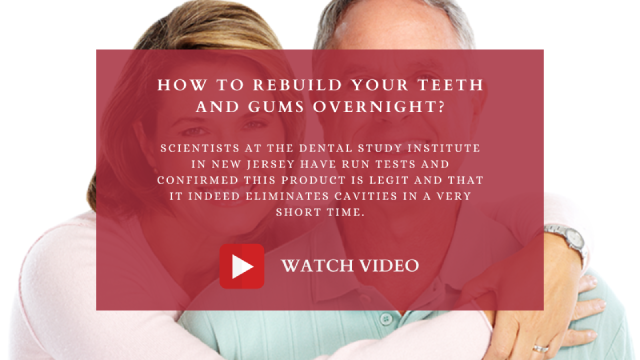 HOW TO REBUILD YOUR TEETH
AND GUMS OVERNIGHT?
SCIENTISTS AT THE DENTAL STUDY INSTITUTE
IN NEW JERSEY HAVE RUN TESTS AND
CONFIRMED THIS PRODUCT IS LEGIT AND THAT
IT INDEED ELIMINATES CAVITIES IN A VERY
SHORT TIME.
WATCH VIDEO